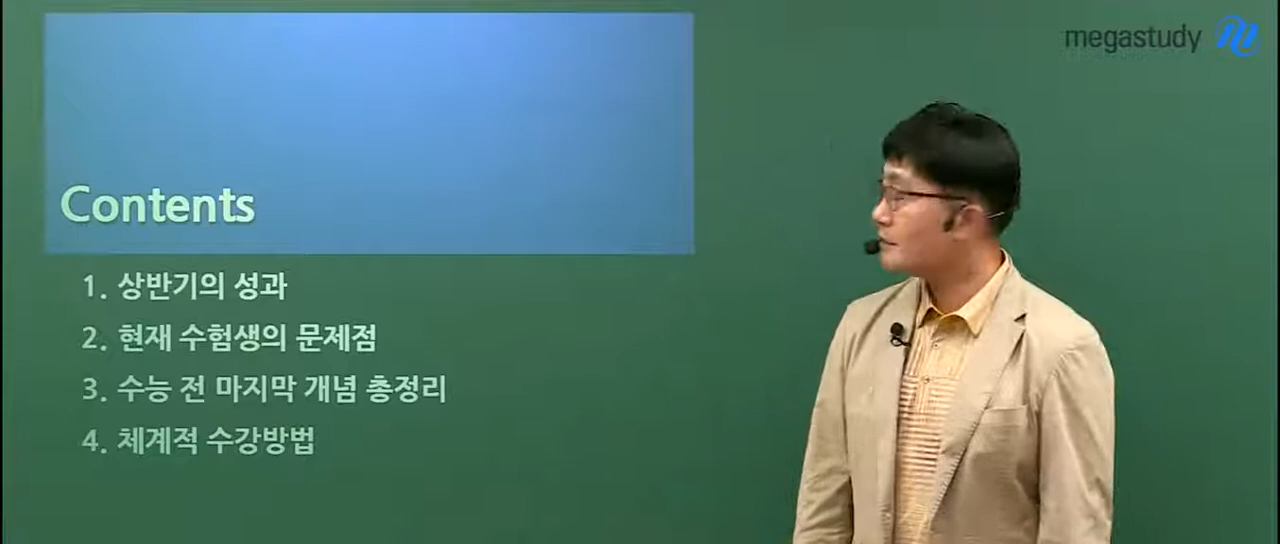 megastudy
Contents
1. 상반기의 성과
2. 현재 수험생의 문제점
3. 수능 전 마지막 개념 총정리
4. 체계적 수강방법